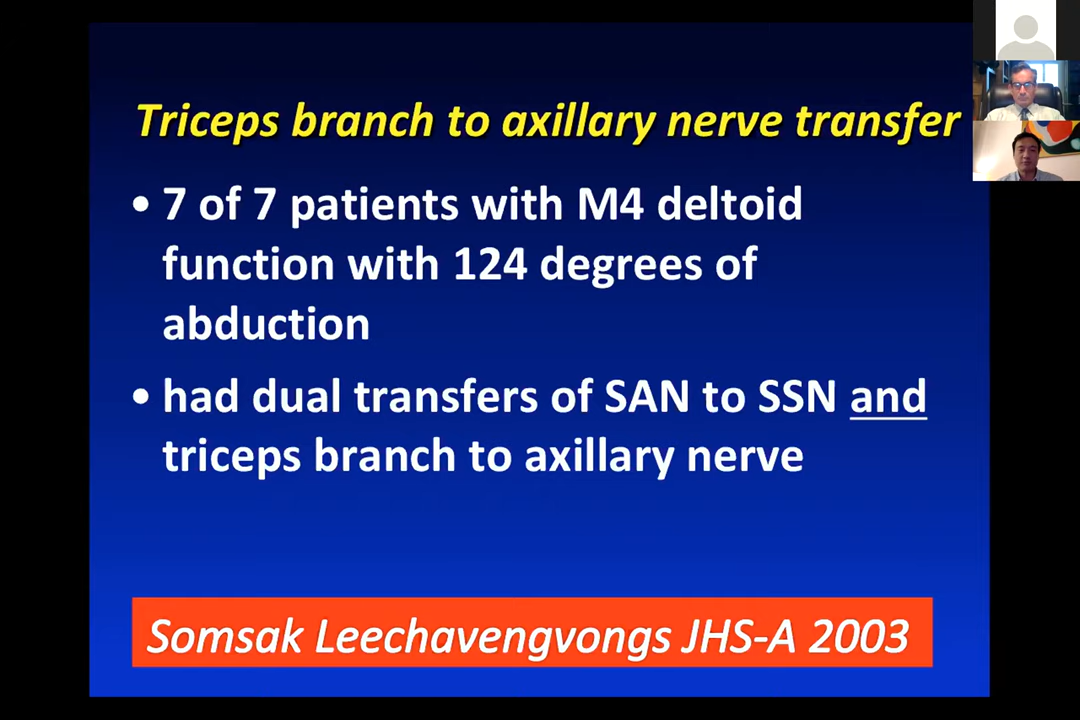 Triceps branch to axillary nerve transfer
• 7 of 7 patients with M4 deltoid
function with 124 degrees of
abduction
• had dual transfers of SAN to SSN and
triceps branch to axillary nerve
Somsak Leechavengvongs JHS-A 2003